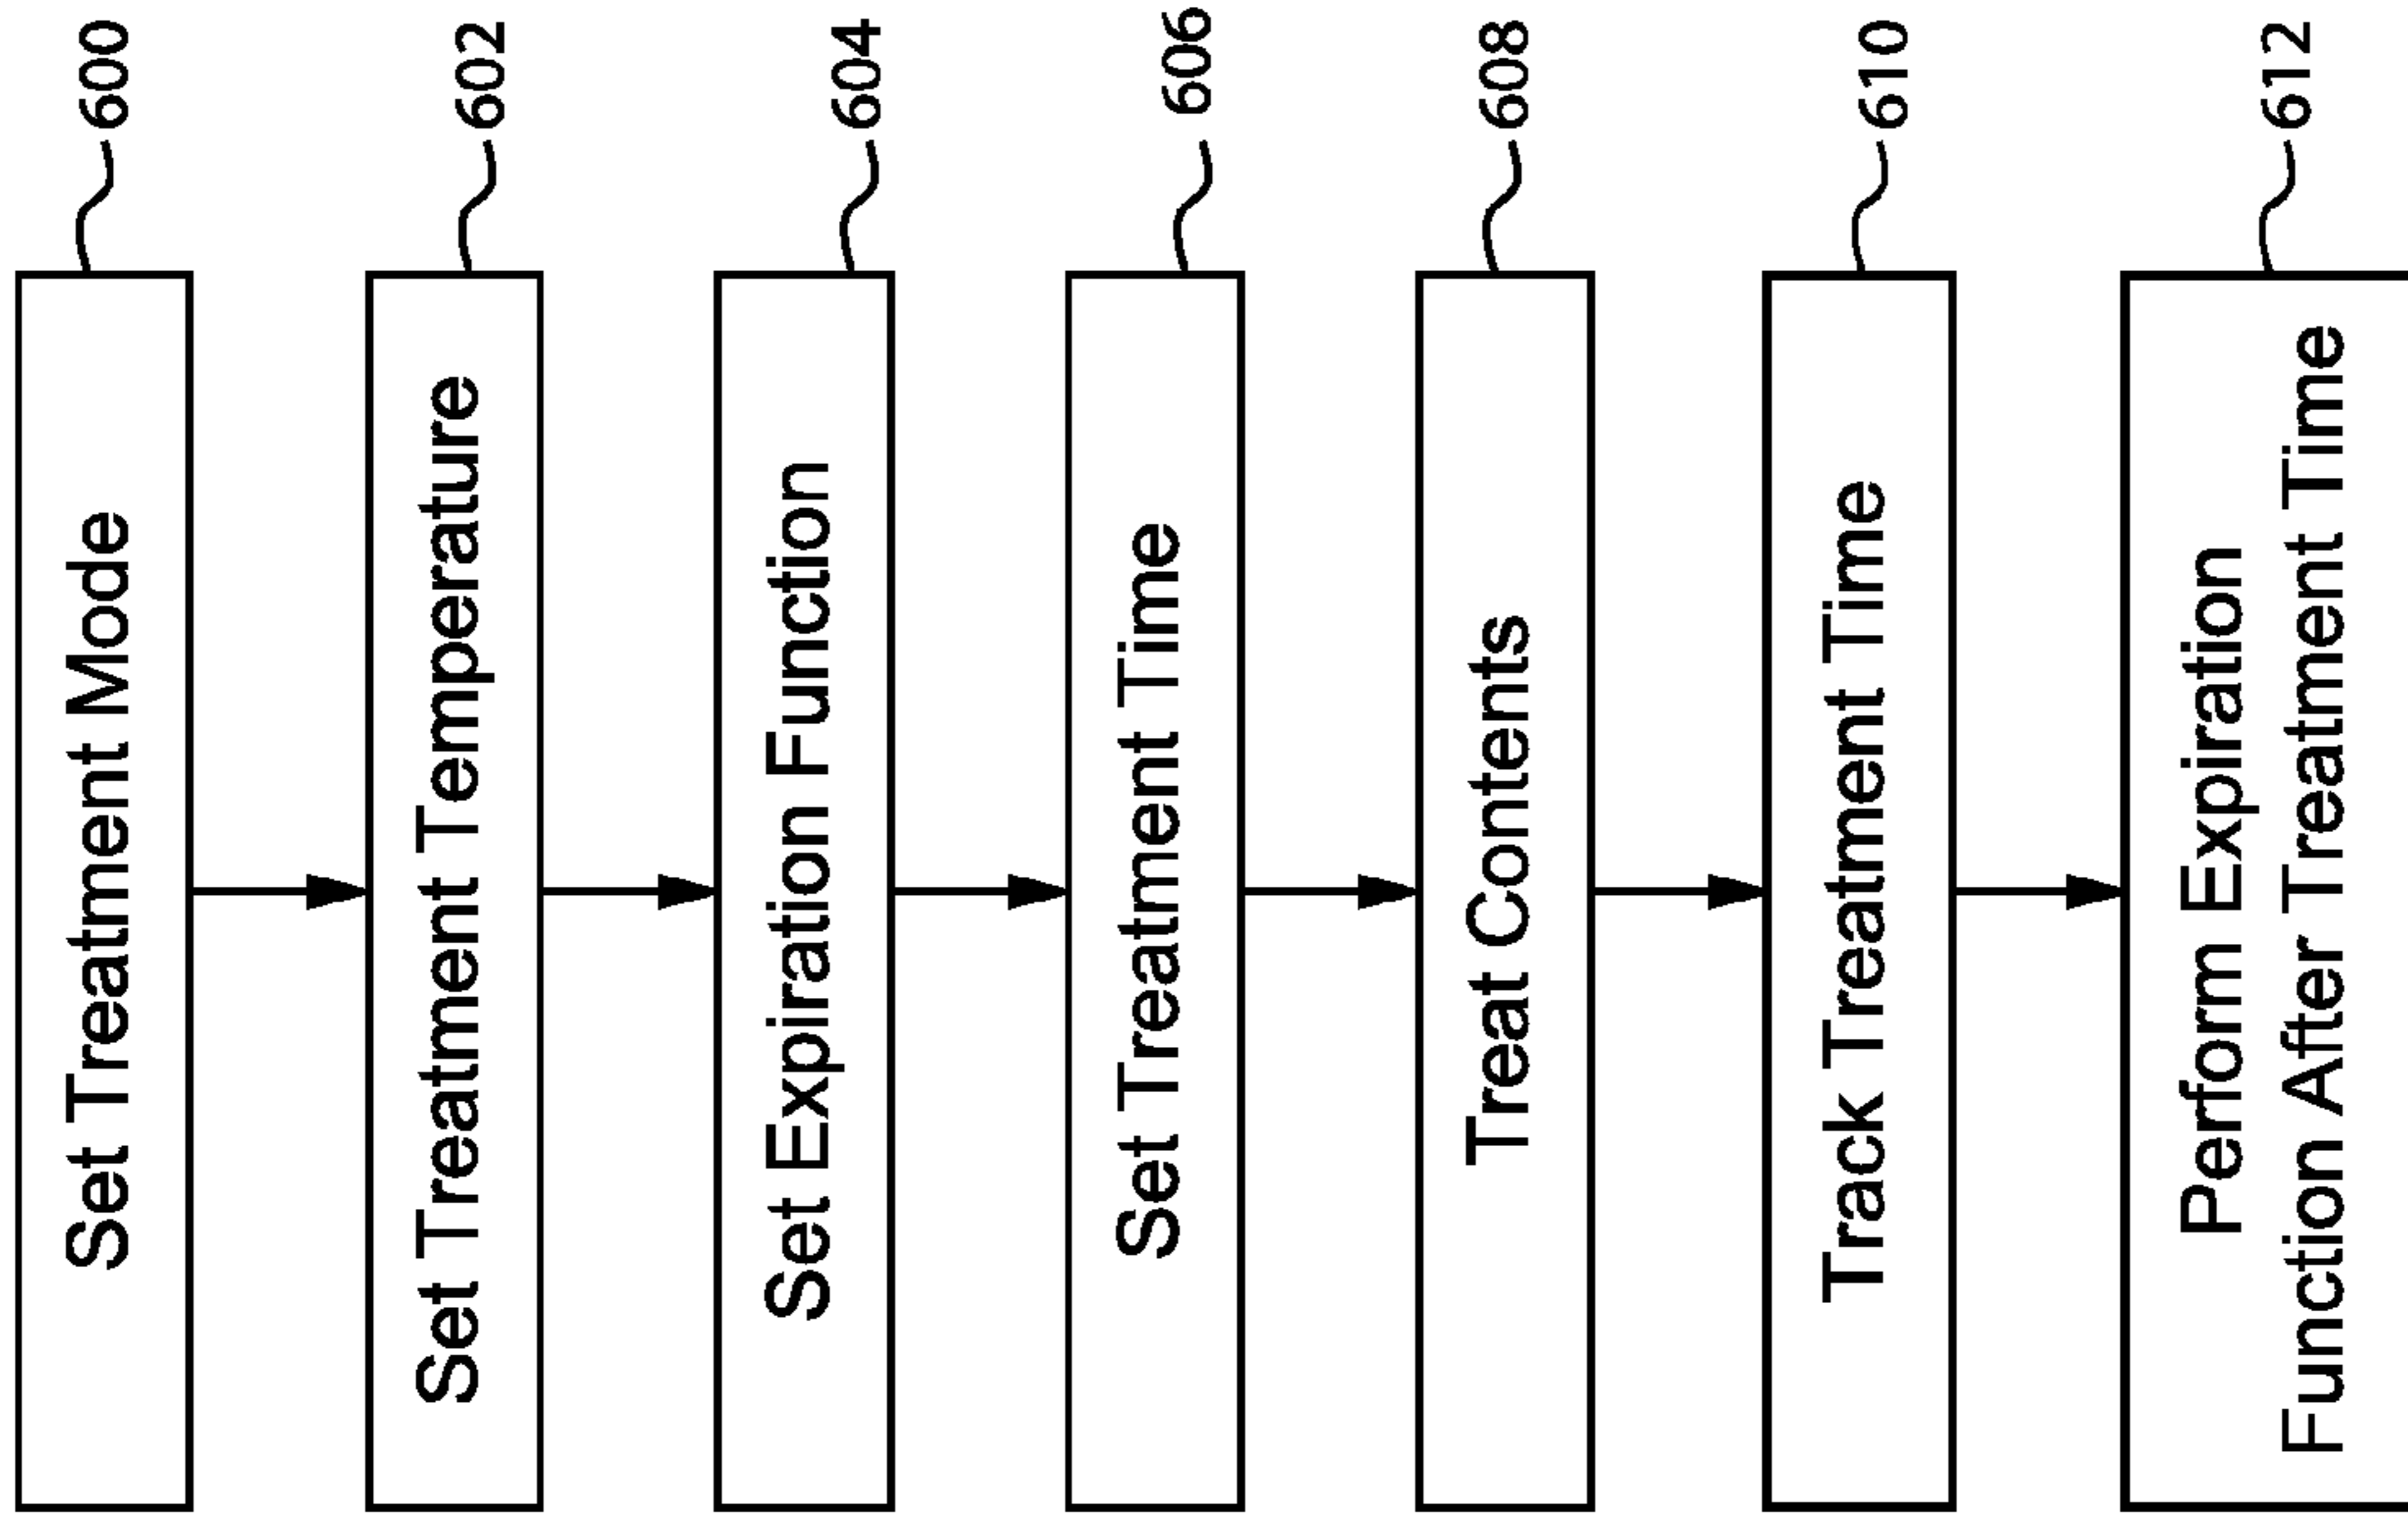 Set Treatment Mode
600
Set Treatment Temperature
602
Set Expiration Function
604
Set Treatment Time
606
Treat Contents
608
Track Treatment Time
610
Perform Expiration
Function After Treatment Time
612